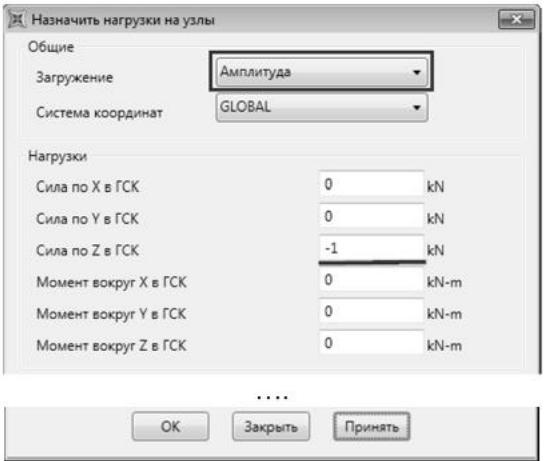 Назначить нагрузки на узлы
Общие
Загружение Амплитуда
Система координат GLOBAL
Нагрузки
Сила по X в ГСК 0 kN
Сила по Y в ГСК 0 kN
Сила по Z в ГСК -1 kN
Момент вокруг X в ГСК 0 kN-m
Момент вокруг Y в ГСК 0 kN-m
Момент вокруг Z в ГСК 0 kN-m
....
OK Закрыть Принять